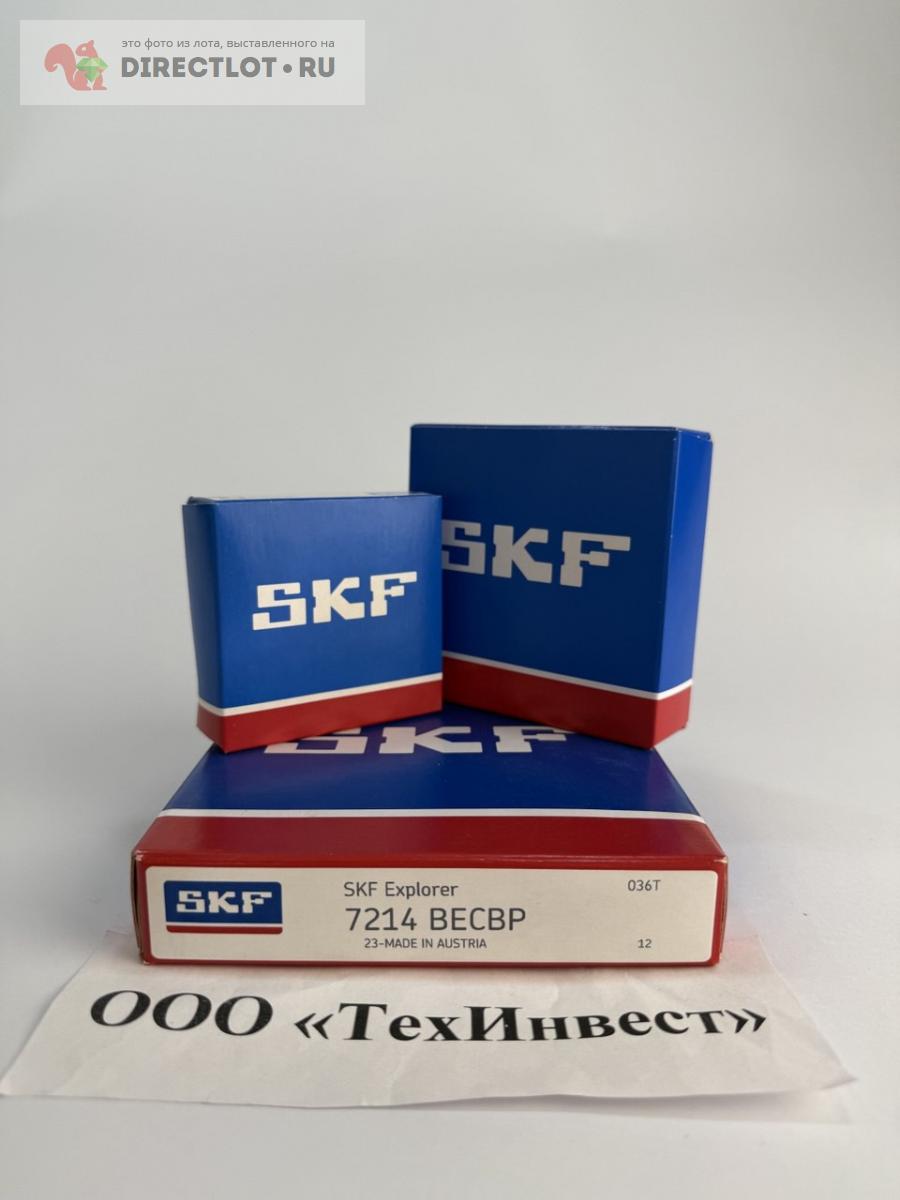 это фото из лота, выставленного на
DIRECTLOT•RU
SKF
SKF
SKF
SKF
SKF Explorer
036T
7214 BECBP
23-MADE IN AUSTRIA
12
ООО «ТехИнвест»